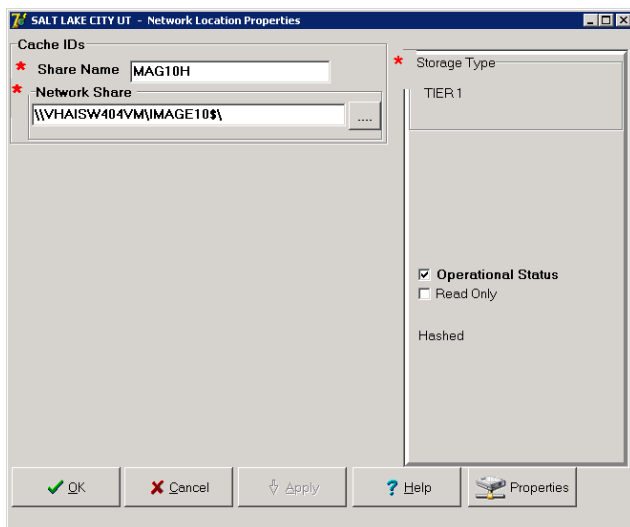 SALT LAKE CITY UT - Network Location Properties
Cache IDs
* Share Name MAG10H
* Network Share
\\VHAISW404VM\IMAGE10$\ ....
* Storage Type
TIER 1
Operational Status
Read Only
Hashed
OK Cancel Apply ? Help Properties